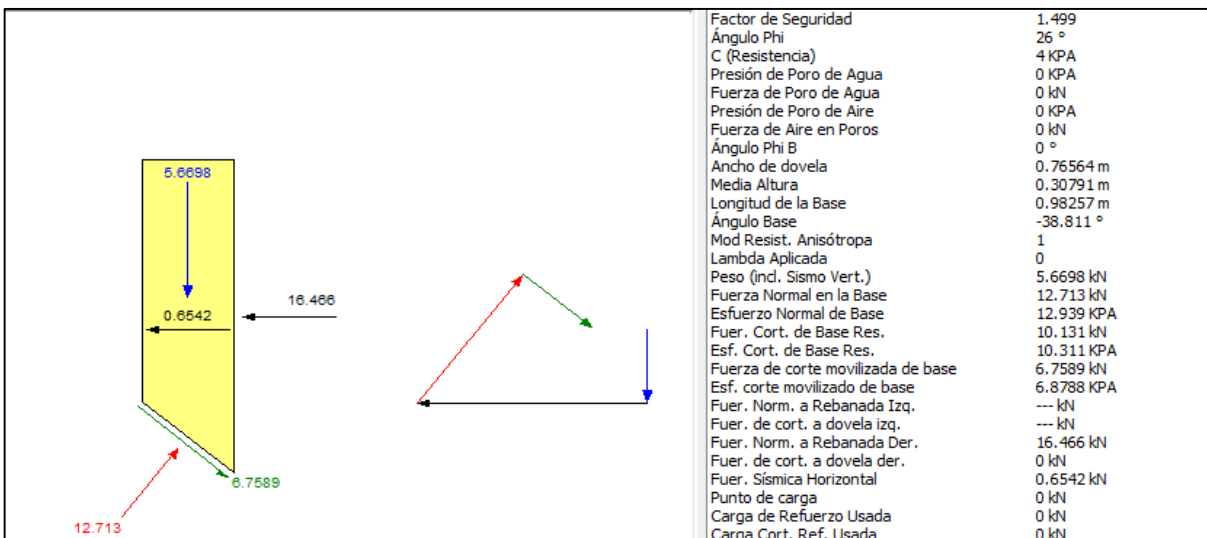 5.6698
0.6542
16.466
6.7589
12.713
Factor de Seguridad 1.499
Ángulo Phi 26 °
C (Resistencia) 4 KPA
Presión de Poro de Agua 0 KPA
Fuerza de Poro de Agua 0 kN
Presión de Poro de Aire 0 KPA
Fuerza de Aire en Poros 0 kN
Ángulo Phi B 0 °
Ancho de dovela 0.76564 m
Media Altura 0.30791 m
Longitud de la Base 0.98257 m
Ángulo Base -38.811 °
Mod Resist. Anisótropa 1
Lambda Aplicada 0
Peso (incl. Sismo Vert.) 5.6698 kN
Fuerza Normal en la Base 12.713 kN
Esfuerzo Normal de Base 12.939 KPA
Fuer. Cort. de Base Res. 10.131 kN
Esf. Cort. de Base Res. 10.311 KPA
Fuerza de corte movilizada de base 6.7589 kN
Esf. corte movilizado de base 6.8788 KPA
Fuer. Norm. a Rebanada Izq. --- kN
Fuer. de cort. a dovela izq. --- kN
Fuer. Norm. a Rebanada Der. 16.466 kN
Fuer. de cort. a dovela der. 0 kN
Fuer. Sísmica Horizontal 0.6542 kN
Punto de carga 0 kN
Carga de Refuerzo Usada 0 kN
Carga Cort. Ref. Usada 0 kN